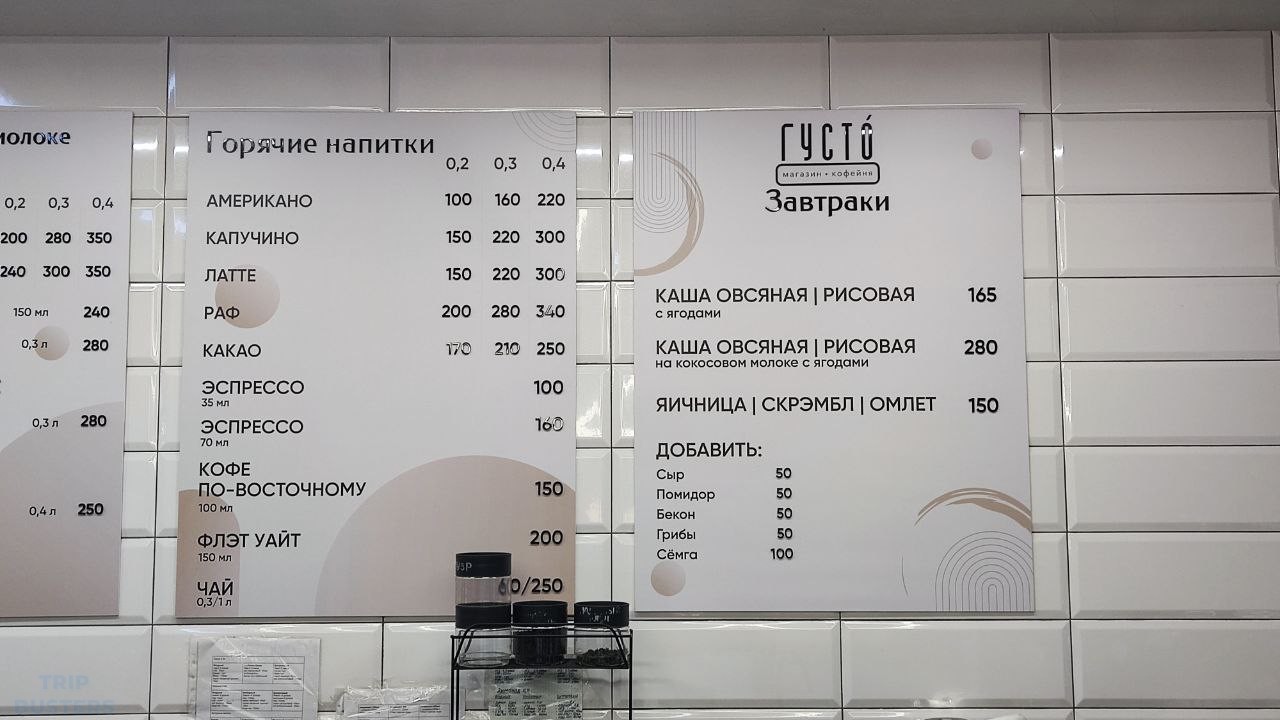 0,2 0,3 0,4
200 280 350
240 300 350
150 мл 240
0,3 л 280
0,3 л 280
0,4 л 250
Горячие напитки
0,2 0,3 0,4
АМЕРИКАНО 100 160 220
КАПУЧИНО 150 220 300
ЛАТТЕ 150 220 300
РАФ 200 280 340
КАКАО 170 210 250
ЭСПРЕССО 100
35 мл
ЭСПРЕССО 160
70 мл
КОФЕ
ПО-ВОСТОЧНОМУ 150
100 мл
ФЛЭТ УАЙТ 200
150 мл
ЧАЙ 60/250
0,3/1 л
ГУСТО́
магазин • кофейня
Завтраки
КАША ОВСЯНАЯ | РИСОВАЯ 165
с ягодами
КАША ОВСЯНАЯ | РИСОВАЯ 280
на кокосовом молоке с ягодами
ЯИЧНИЦА | СКРЭМБЛ | ОМЛЕТ 150
ДОБАВИТЬ:
Сыр 50
Помидор 50
Бекон 50
Грибы 50
Сёмга 100
TRIP
BUSTERS